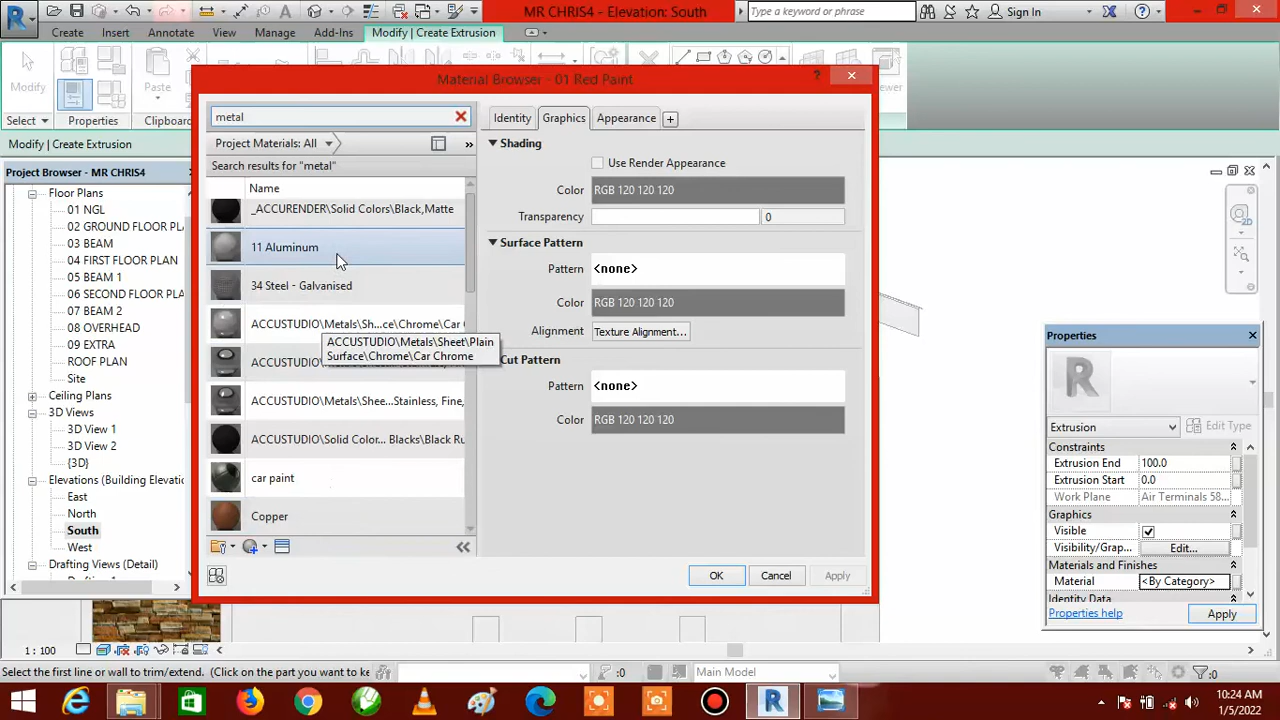 MR CHRIS4 - Elevation: South
Type a keyword or phrase
Sign In
Create
Insert
Annotate
View
Manage
Add-Ins
Modify | Create Extrusion
Modify
Paste
Select
Properties
Clipboard
Modify | Create Extrusion
Project Browser - MR CHRIS4
Floor Plans
01 NGL
02 GROUND FLOOR PL
03 BEAM
04 FIRST FLOOR PLAN
05 BEAM 1
06 SECOND FLOOR PLA
07 BEAM 2
08 OVERHEAD
09 EXTRA
ROOF PLAN
Site
Ceiling Plans
3D Views
3D View 1
3D View 2
{3D}
Elevations (Building Elevation
East
North
South
West
Drafting Views (Detail)
Material Browser - 01 Red Paint
metal
Project Materials: All
Search results for "metal"
Name
_ACCURENDER\Solid Colors\Black,Matte
11 Aluminum
34 Steel - Galvanised
ACCUSTUDIO\Metals\Sh...ce\Chrome\Car
ACCUSTUDIO\Metals\Sheet\Plain
Surface\Chrome\Car Chrome
ACCUSTUDIO\Metals\Shee...Stainless, Fine,
ACCUSTUDIO\Solid Color... Blacks\Black Ru
car paint
Copper
Identity
Graphics
Appearance
Shading
Use Render Appearance
Color RGB 120 120 120
Transparency 0
Surface Pattern
Pattern <none>
Color RGB 120 120 120
Alignment Texture Alignment...
Cut Pattern
Pattern <none>
Color RGB 120 120 120
OK
Cancel
Apply
Properties
Extrusion
Edit Type
Constraints
Extrusion End 100.0
Extrusion Start 0.0
Work Plane Air Terminals 58...
Graphics
Visible
Visibility/Grap... Edit...
Materials and Finishes
Material <By Category>
Identity Data
Properties help
Apply
1 : 100
Select the first line or wall to trim/extend. (Click on the part you want to ke
:0
Main Model
:0
10:24 AM
1/5/2022